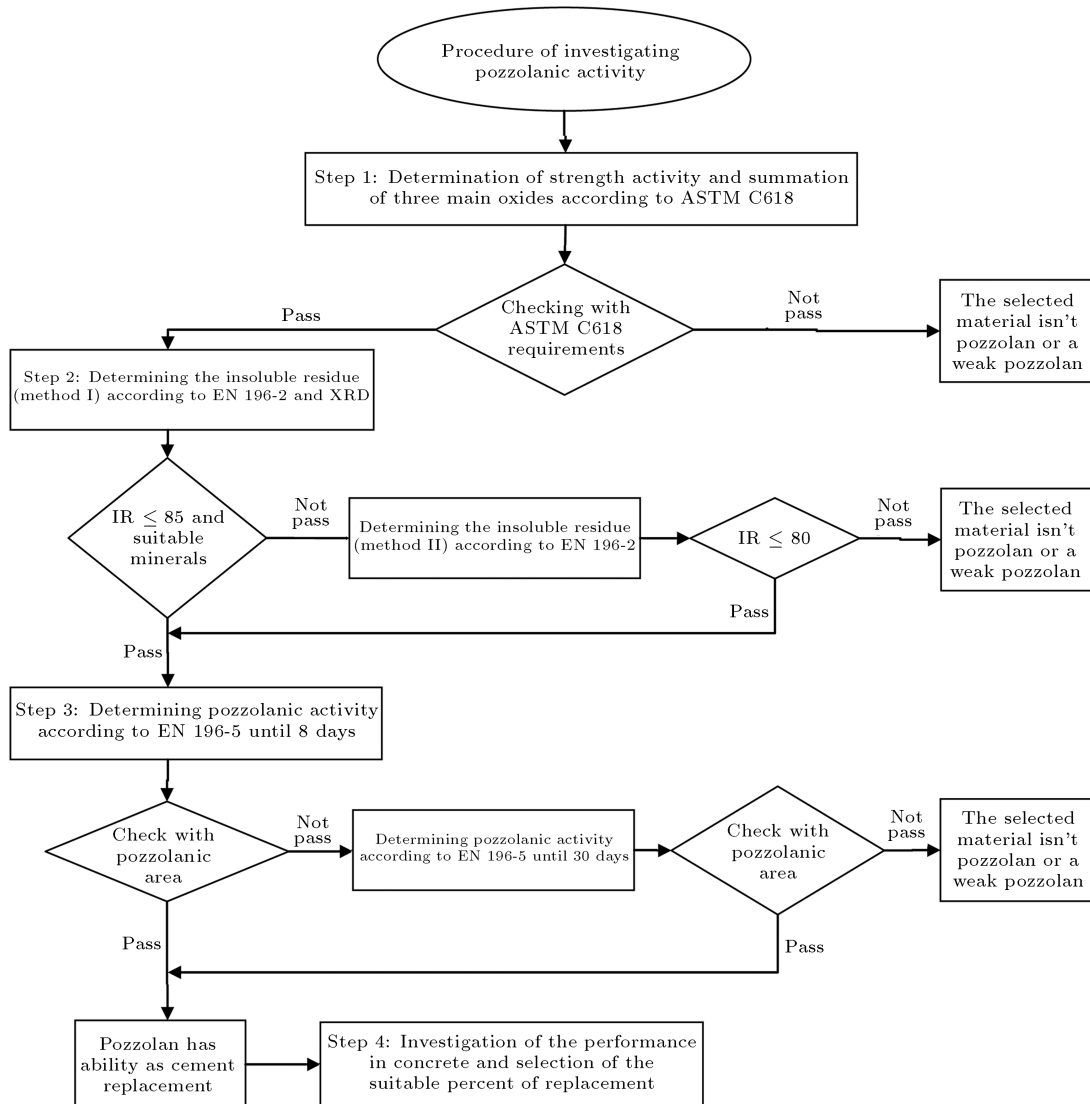 Procedure of investigating
pozzolanic activity
Step 1: Determination of strength activity and summation
of three main oxides according to ASTM C618
Checking with
ASTM C618
requirements
Pass
Not
pass
The selected
material isn't
pozzolan or a
weak pozzolan
Step 2: Determining the insoluble residue
(method I) according to EN 196-2 and XRD
IR ≤ 85 and
suitable
minerals
Not
pass
Determining the insoluble residue
(method II) according to EN 196-2
IR ≤ 80
Not
pass
The selected
material isn't
pozzolan or a
weak pozzolan
Pass
Pass
Step 3: Determining pozzolanic activity
according to EN 196-5 until 8 days
Check with
pozzolanic
area
Not
pass
Determining pozzolanic activity
according to EN 196-5 until 30 days
Check with
pozzolanic
area
Not
pass
The selected
material isn't
pozzolan or a
weak pozzolan
Pass
Pass
Pozzolan has
ability as cement
replacement
Step 4: Investigation of the performance
in concrete and selection of the
suitable percent of replacement